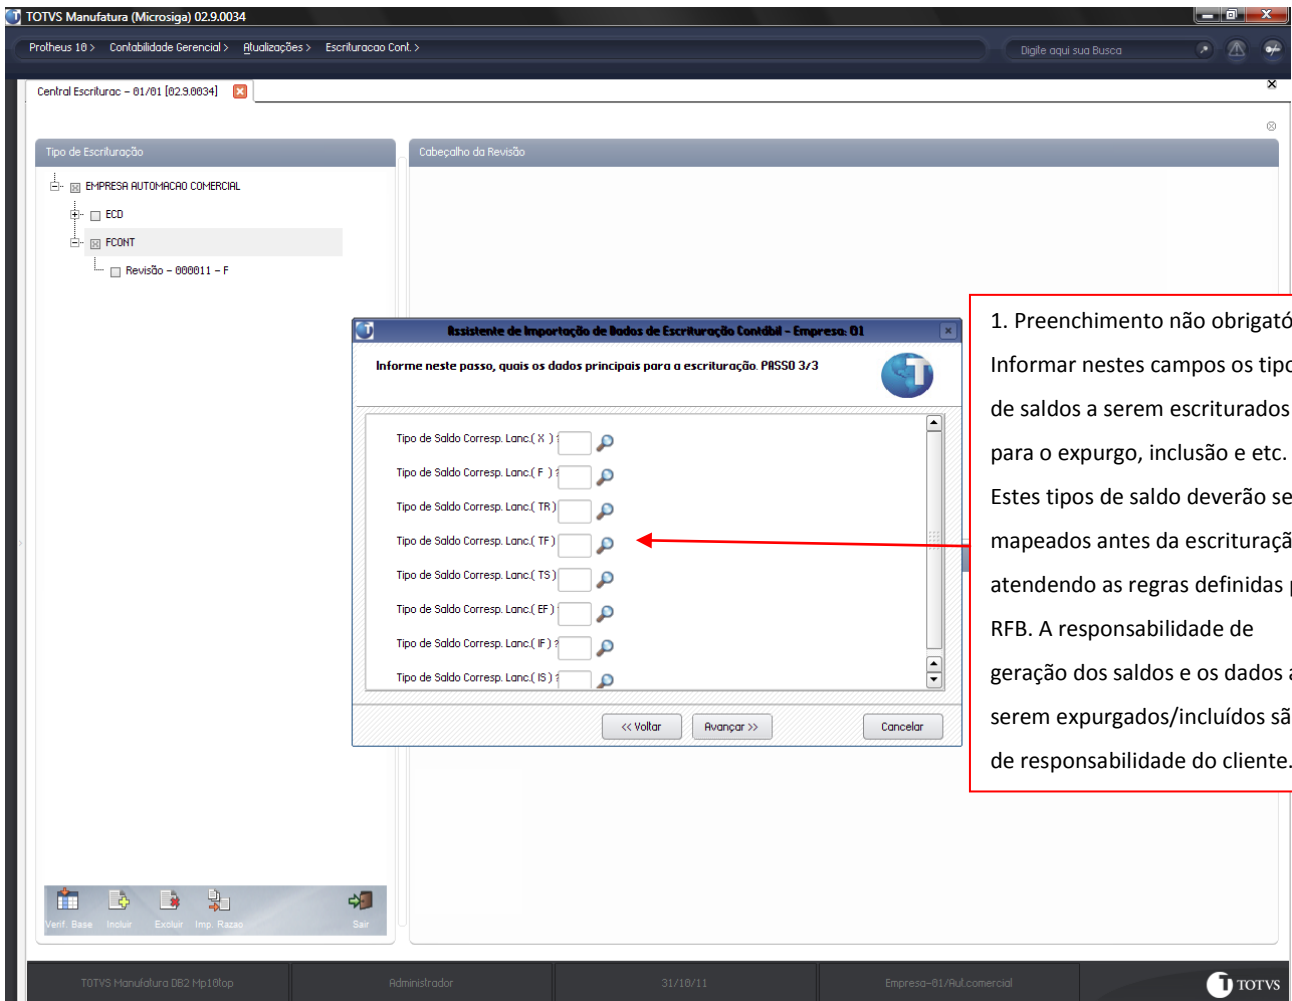 TOTVS Manufatura (Microsiga) 02.9.0034
Protheus 10 > Contabilidade Gerencial > Atualizações > Escrituracao Cont. >
Digite aqui sua Busca
Central Escriturac - 01/01 [02.9.0034]
Tipo de Escrituração
Cabeçalho da Revisão
EMPRESA AUTOMACAO COMERCIAL
ECD
FCONT
Revisão - 000011 - F
Assistente de Importação de Dados de Escrituração Contábil - Empresa: 01
Informe neste passo, quais os dados principais para a escrituração. PASSO 3/3
Tipo de Saldo Corresp. Lanc.( X ) ?
Tipo de Saldo Corresp. Lanc.( F ) ?
Tipo de Saldo Corresp. Lanc.( TR )
Tipo de Saldo Corresp. Lanc.( TF )
Tipo de Saldo Corresp. Lanc.( TS )
Tipo de Saldo Corresp. Lanc.( EF )
Tipo de Saldo Corresp. Lanc.( IF ) ?
Tipo de Saldo Corresp. Lanc.( IS ) ?
<< Voltar
Avançar >>
Cancelar
1. Preenchimento não obrigató
Informar nestes campos os tipo
de saldos a serem escriturados
para o expurgo, inclusão e etc.
Estes tipos de saldo deverão se
mapeados antes da escrituraçã
atendendo as regras definidas p
RFB. A responsabilidade de
geração dos saldos e os dados a
serem expurgados/incluídos sã
de responsabilidade do cliente.
Verif. Base
Incluir
Excluir
Imp. Razao
Sair
TOTVS Manufatura DB2 Mp10top
Administrador
31/10/11
Empresa-01/Aut.comercial
TOTVS